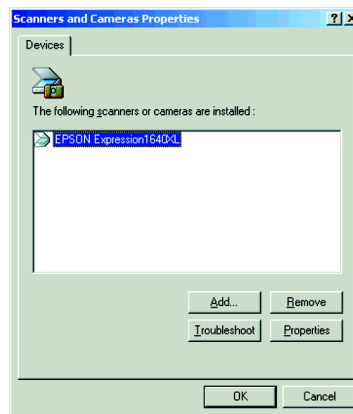 Scanners and Cameras Properties
Devices
The following scanners or cameras are installed :
EPSON Expression1640XL
Add... Remove
Troubleshoot Properties
OK Cancel